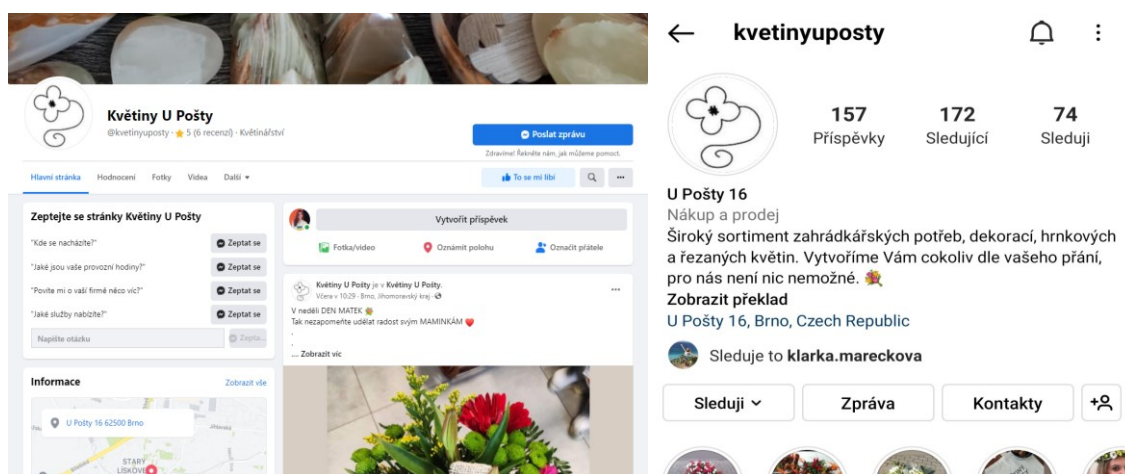 Květiny U Pošty
@kvetinyuposty · 5 (6 recenzí) · Květinářství
Poslat zprávu
Zdravíme! Řekněte nám, jak můžeme pomoct.
Hlavní stránka Hodnocení Fotky Videa Další
To se mi líbí
Zeptejte se stránky Květiny U Pošty
"Kde se nacházíte?" Zeptat se
"Jaké jsou vaše provozní hodiny?" Zeptat se
"Povíte mi o vaší firmě něco víc?" Zeptat se
"Jaké služby nabízíte?" Zeptat se
Napište otázku Zepta...
Informace Zobrazit vše
U Pošty 16 62500 Brno
STARÝ
LÍSKOVEC
Vytvořit příspěvek
Fotka/video Oznámit polohu Označit přátele
Květiny U Pošty je v Květiny U Pošty.
Včera v 10:29 · Brno, Jihomoravský kraj ·
V neděli DEN MATEK 💐
Tak nezapomeňte udělat radost svým MAMINKÁM ❤️
.
.
... Zobrazit víc
kvetinyuposty
157 172 74
Příspěvky Sledující Sleduji
U Pošty 16
Nákup a prodej
Široký sortiment zahrádkářských potřeb, dekorací, hrnkových
a řezaných květin. Vytvoříme Vám cokoliv dle vašeho přání,
pro nás není nic nemožné. 💐
Zobrazit překlad
U Pošty 16, Brno, Czech Republic
Sleduje to klarka.mareckova
Sleduji Zpráva Kontakty